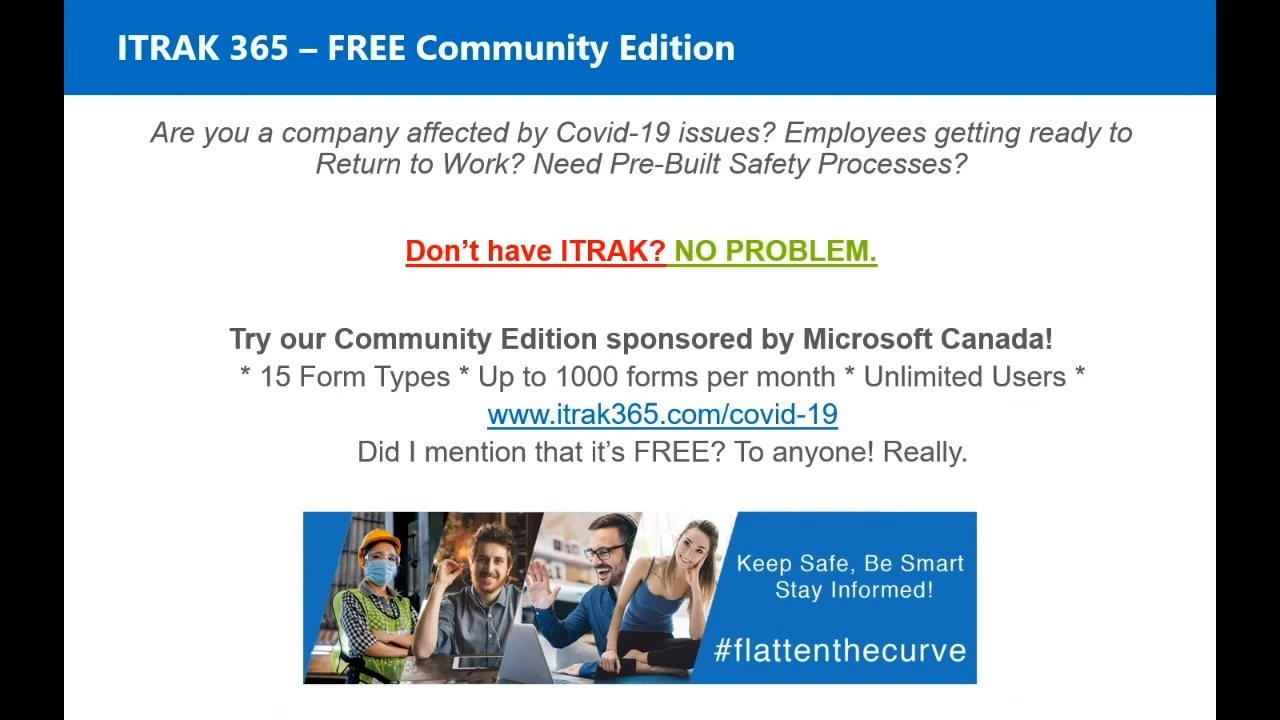 ITRAK 365 – FREE Community Edition
Are you a company affected by Covid-19 issues? Employees getting ready to
Return to Work? Need Pre-Built Safety Processes?
Don’t have ITRAK? NO PROBLEM.
Try our Community Edition sponsored by Microsoft Canada!
* 15 Form Types * Up to 1000 forms per month * Unlimited Users *
www.itrak365.com/covid-19
Did I mention that it’s FREE? To anyone! Really.
Keep Safe, Be Smart
Stay Informed!
#flattenthecurve